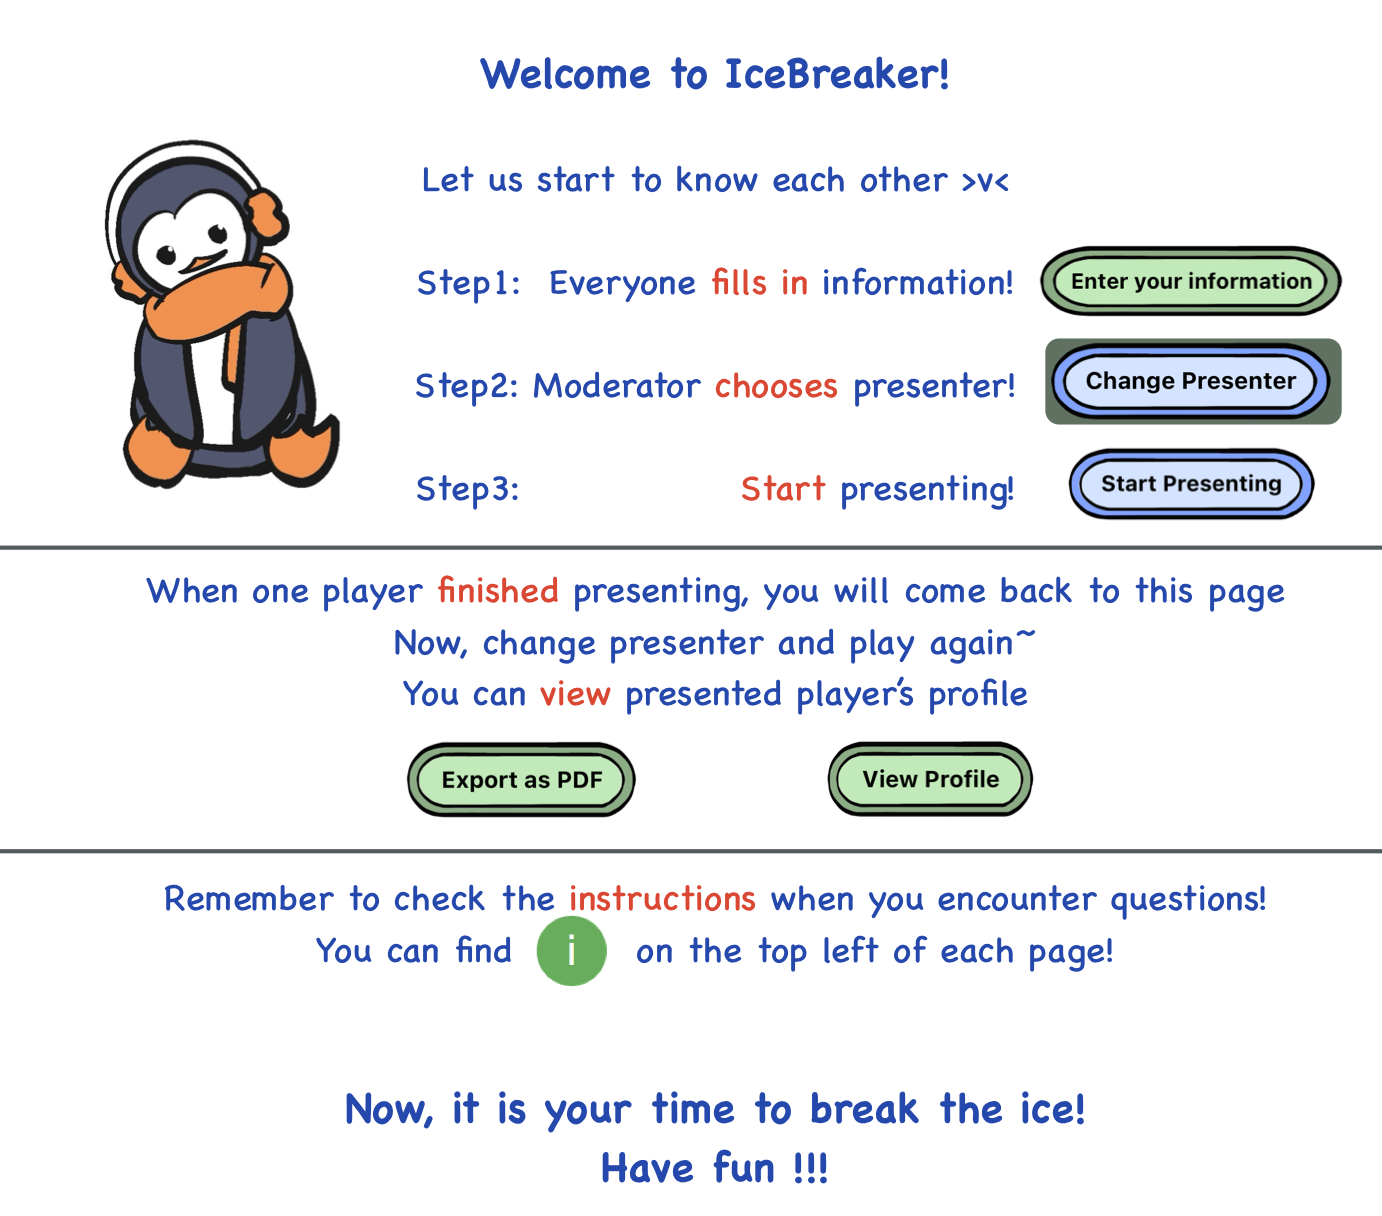 Welcome to IceBreaker!
Let us start to know each other >v<
Step1: Everyone fills in information!
Enter your information
Step2: Moderator chooses presenter!
Change Presenter
Step3: Start presenting!
Start Presenting
When one player finished presenting, you will come back to this page
Now, change presenter and play again~
You can view presented player's profile
Export as PDF
View Profile
Remember to check the instructions when you encounter questions!
You can find i on the top left of each page!
Now, it is your time to break the ice!
Have fun !!!